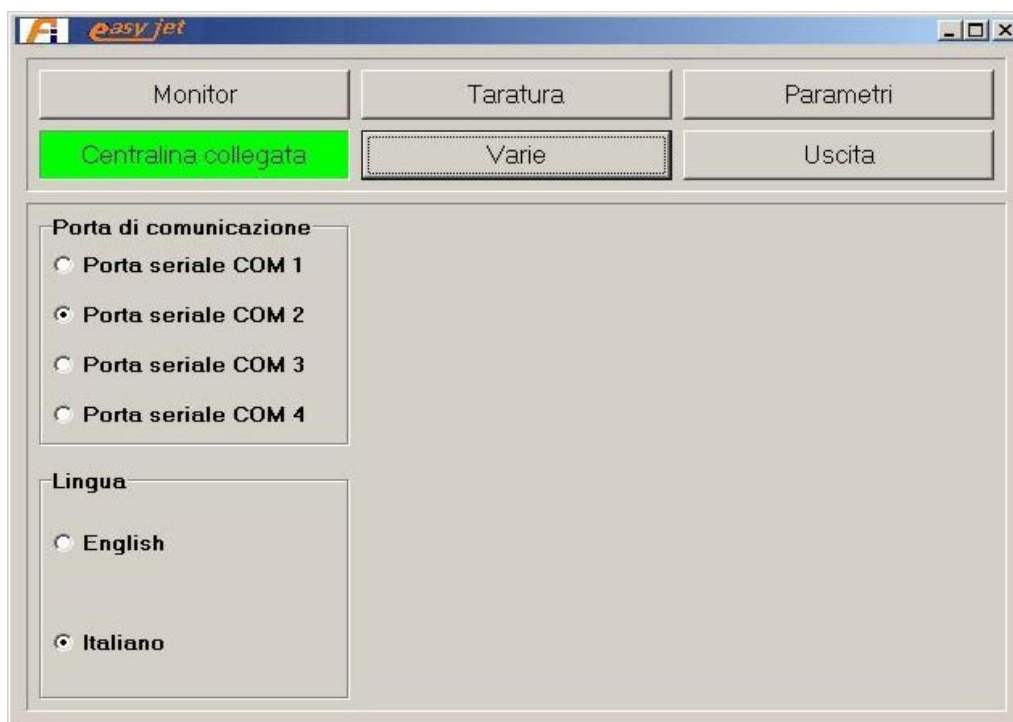 easy jet
Monitor
Taratura
Parametri
Centralina collegata
Varie
Uscita
Porta di comunicazione
Porta seriale COM 1
Porta seriale COM 2
Porta seriale COM 3
Porta seriale COM 4
Lingua
English
Italiano